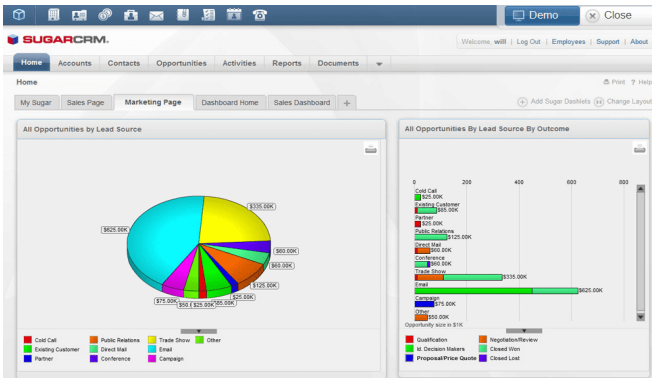 Demo
Close
SUGARCRM.
Welcome, will | Log Out | Employees | Support | About
Home Accounts Contacts Opportunities Activities Reports Documents
Home
Print ? Help
My Sugar Sales Page Marketing Page Dashboard Home Sales Dashboard +
Add Sugar Dashlets Change Layout
All Opportunities by Lead Source
$335.00K
$625.00K
$60.00K
$60.00K
$125.00K
$25.00K
$75.00K
$25.00K
Cold Call Public Relations Trade Show Other
Existing Customer Direct Mail Email
Partner Conference Campaign
All Opportunities By Lead Source By Outcome
0 200 400 600 800
Cold Call
$25.00K
Existing Customer
$85.00K
Partner
$25.00K
Public Relations
$125.00K
Direct Mail
$60.00K
Conference
$60.00K
Trade Show
$335.00K
Email
$625.00K
Campaign
$75.00K
Other
$50.00K
Opportunity size in $1K
Qualification Negotiation/Review
Id. Decision Makers Closed Won
Proposal/Price Quote Closed Lost